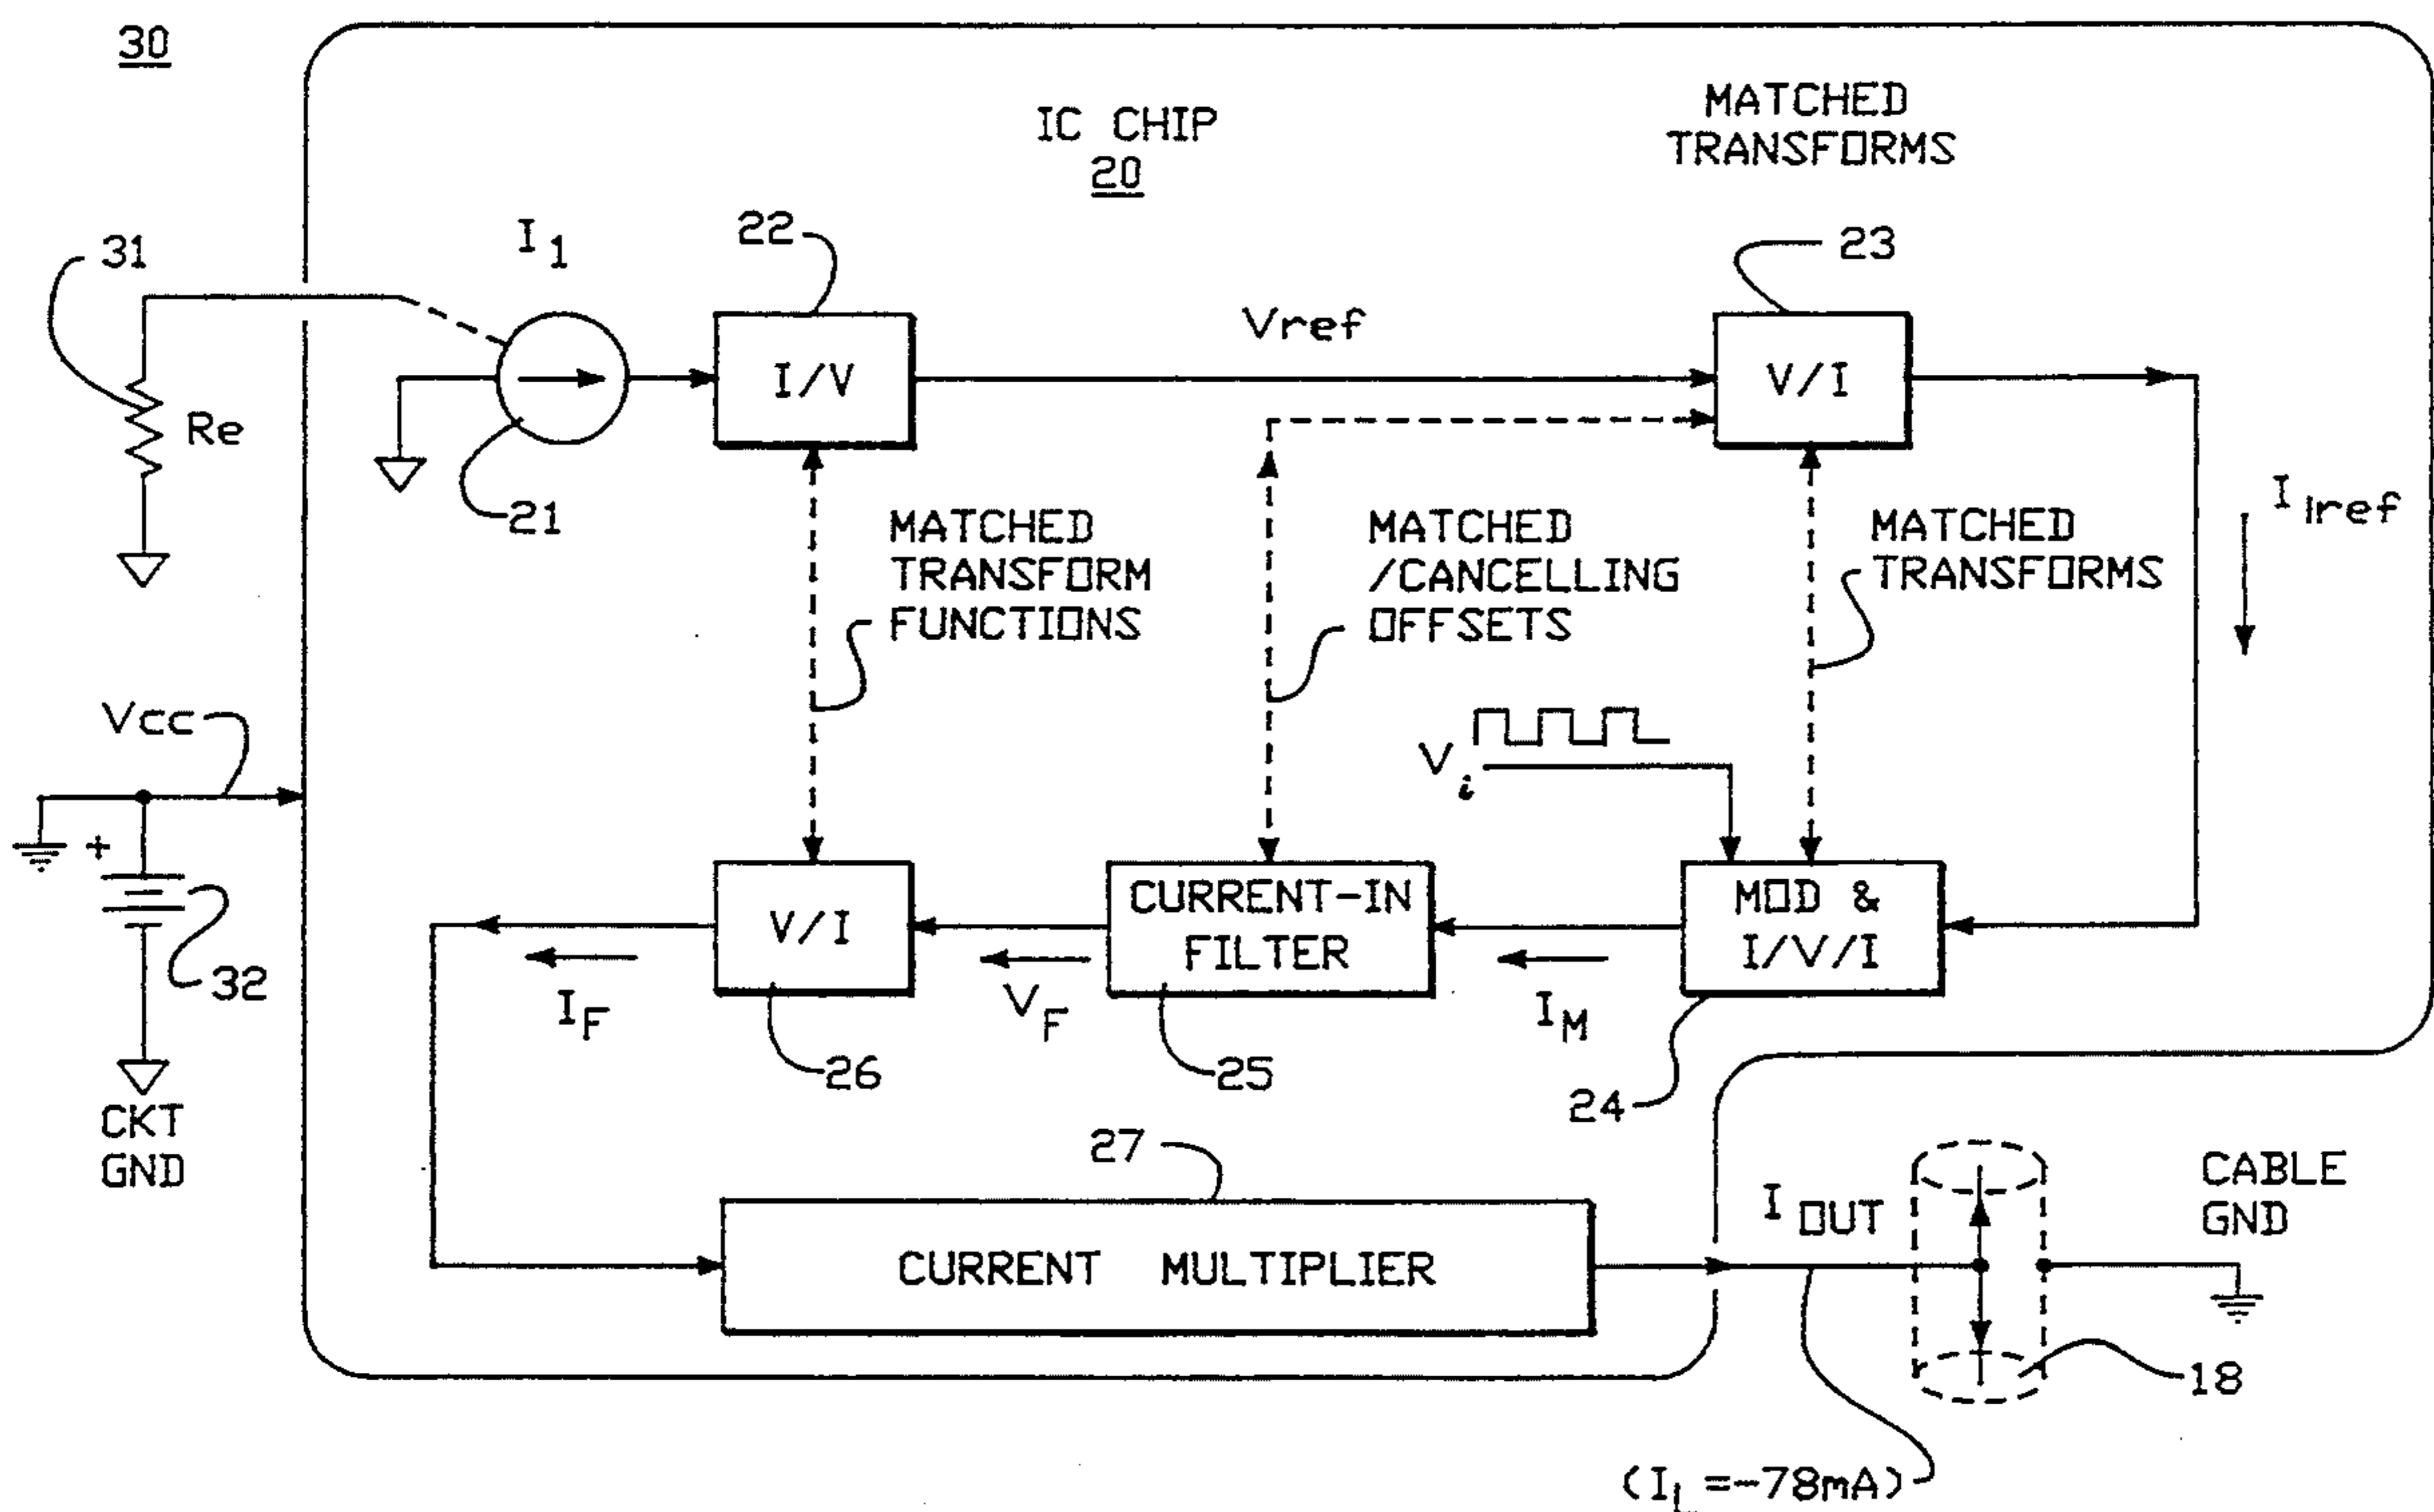 30
IC CHIP
20
MATCHED
TRANSFORMS
31
I1
22
23
Vref
I/V
V/I
Re
21
MATCHED
TRANSFORM
FUNCTIONS
MATCHED
/CANCELLING
OFFSETS
MATCHED
TRANSFORMS
I Iref
Vcc
Vi
+
V/I
CURRENT-IN
FILTER
MOD &
I/V/I
32
IF
VF
IM
26
25
24
CKT
GND
27
CURRENT MULTIPLIER
I OUT
CABLE
GND
18
(IL =-78mA)